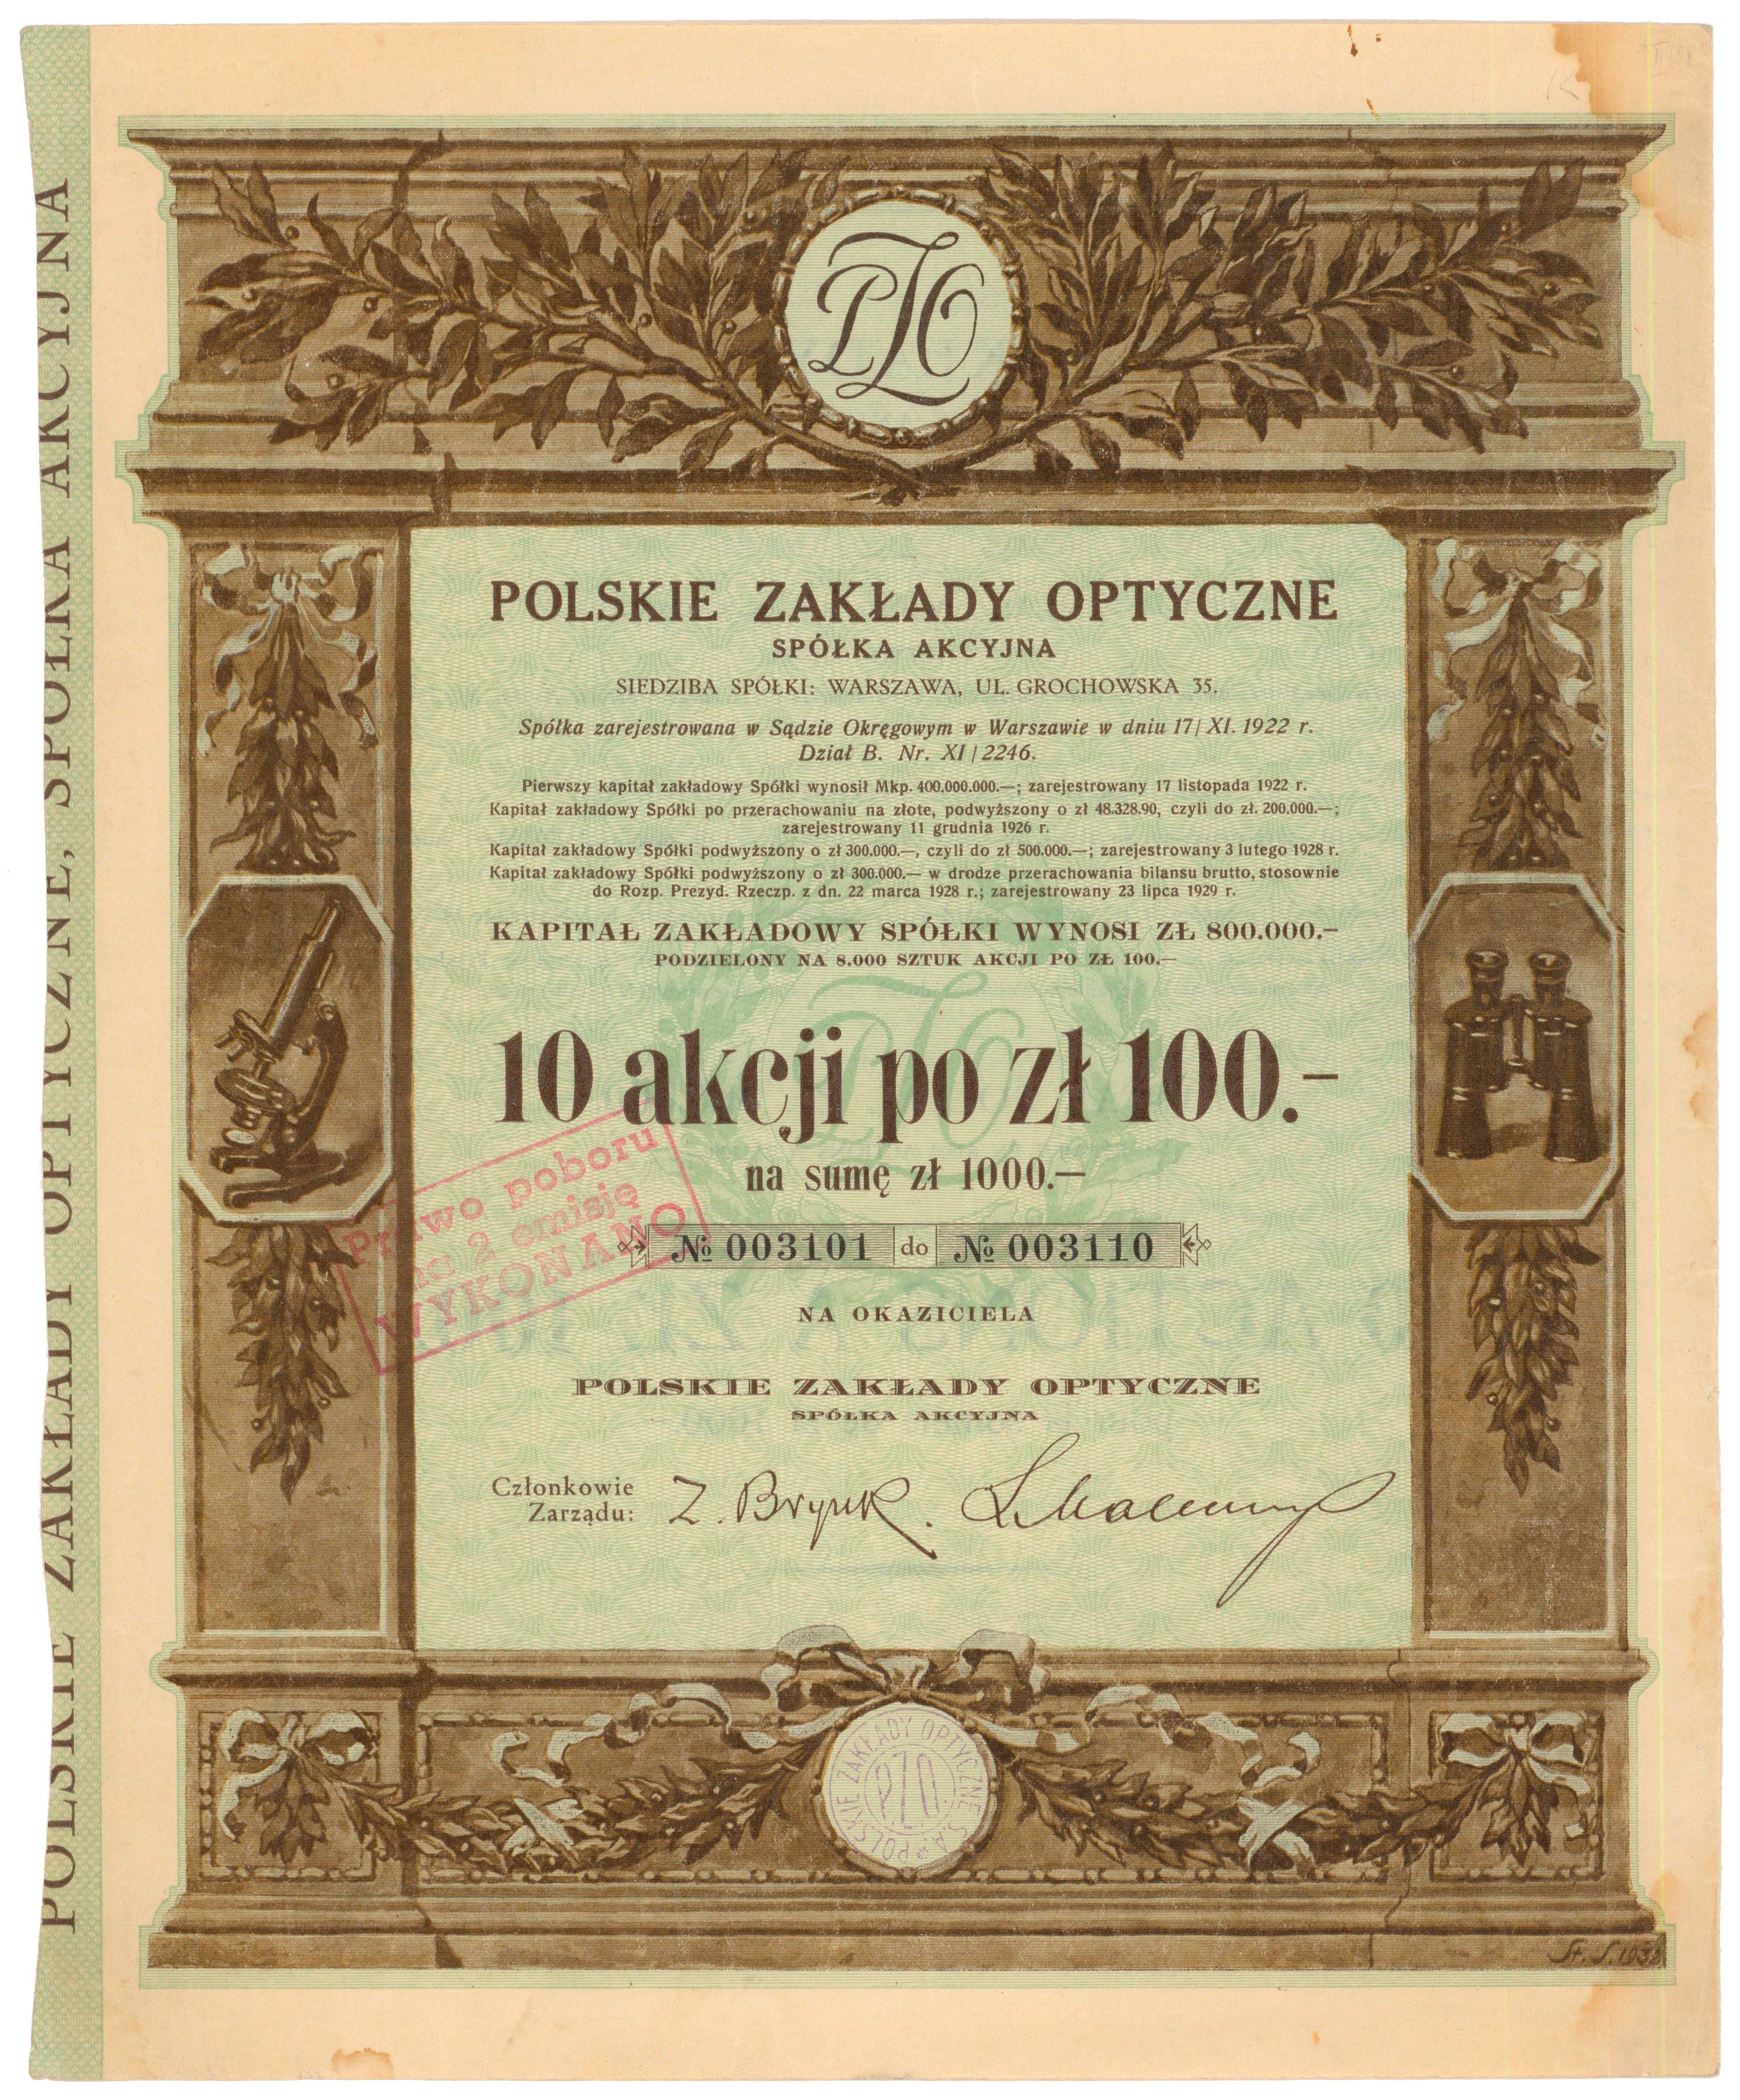 POLSKIE ZAKŁADY OPTYCZNE, SPÓŁKA AKCYJNA
PZO
POLSKIE ZAKŁADY OPTYCZNE
SPÓŁKA AKCYJNA
SIEDZIBA SPÓŁKI: WARSZAWA, UL. GROCHOWSKA 35.
Spółka zarejestrowana w Sądzie Okręgowym w Warszawie w dniu 17/XI. 1922 r.
Dział B. Nr. XI/2246.
Pierwszy kapitał zakładowy Spółki wynosił Mkp. 400.000.000.—; zarejestrowany 17 listopada 1922 r.
Kapitał zakładowy Spółki po przerachowaniu na złote, podwyższony o zł 48.328.90, czyli do zł. 200.000.—;
zarejestrowany 11 grudnia 1926 r.
Kapitał zakładowy Spółki podwyższony o zł 300.000.—, czyli do zł 500.000.—; zarejestrowany 3 lutego 1928 r.
Kapitał zakładowy Spółki podwyższony o zł 300.000.— w drodze przerachowania bilansu brutto, stosownie
do Rozp. Prezyd. Rzeczp. z dn. 22 marca 1928 r.; zarejestrowany 23 lipca 1929 r.
KAPITAŁ ZAKŁADOWY SPÓŁKI WYNOSI ZŁ 800.000.–
PODZIELONY NA 8.000 SZTUK AKCJI PO ZŁ 100.—
PZO
10 akcji po zł 100.–
na sumę zł 1000.—
Prawo poboru
na 2 emisję
WYKONANO
№ 003101 do № 003110
NA OKAZICIELA
POLSKIE ZAKŁADY OPTYCZNE
SPÓŁKA AKCYJNA
Członkowie
Zarządu:
Z. Bryuk.
POLSKIE ZAKŁADY OPTYCZNE S.A. *
PZO
St. S. 1932